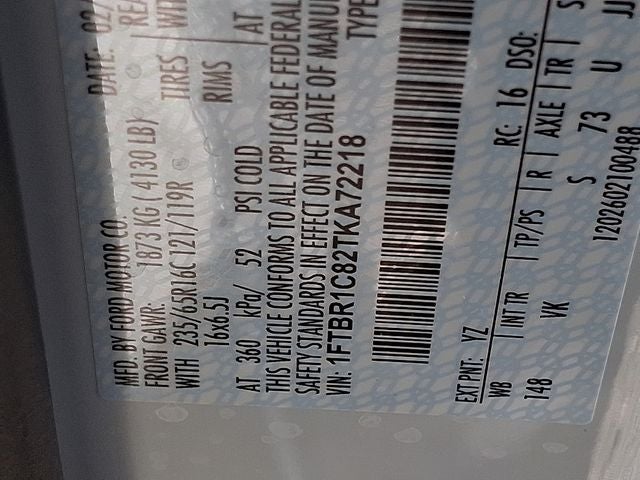 MFD. BY FORD MOTOR CO.
DATE: 02/
FRONT GAWR: 1873 KG ( 4130 LB)
WITH 235/65R16C 121/119R TIRES
16x6.5J RIMS
AT 360 kPa/ 52 PSI COLD AT
THIS VEHICLE CONFORMS TO ALL APPLICABLE FEDERAL
SAFETY STANDARDS IN EFFECT ON THE DATE OF MANU
VIN: 1FTBR1C82TKA72218 TYPE
EXT PNT: YZ RC: 16 DSO:
WB INT TR TP/PS R AXLE TR S
148 VK S 73 U JJ
1202602100488